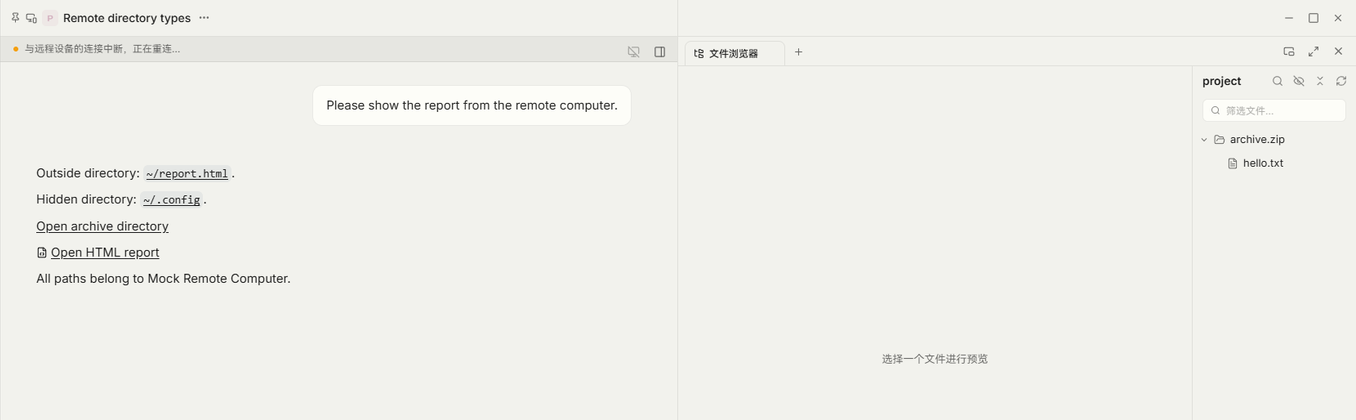 P Remote directory types ...
与远程设备的连接中断，正在重连...
Please show the report from the remote computer.
Outside directory: ~/report.html .
Hidden directory: ~/.config .
Open archive directory
Open HTML report
All paths belong to Mock Remote Computer.
文件浏览器
选择一个文件进行预览
project
筛选文件...
archive.zip
hello.txt